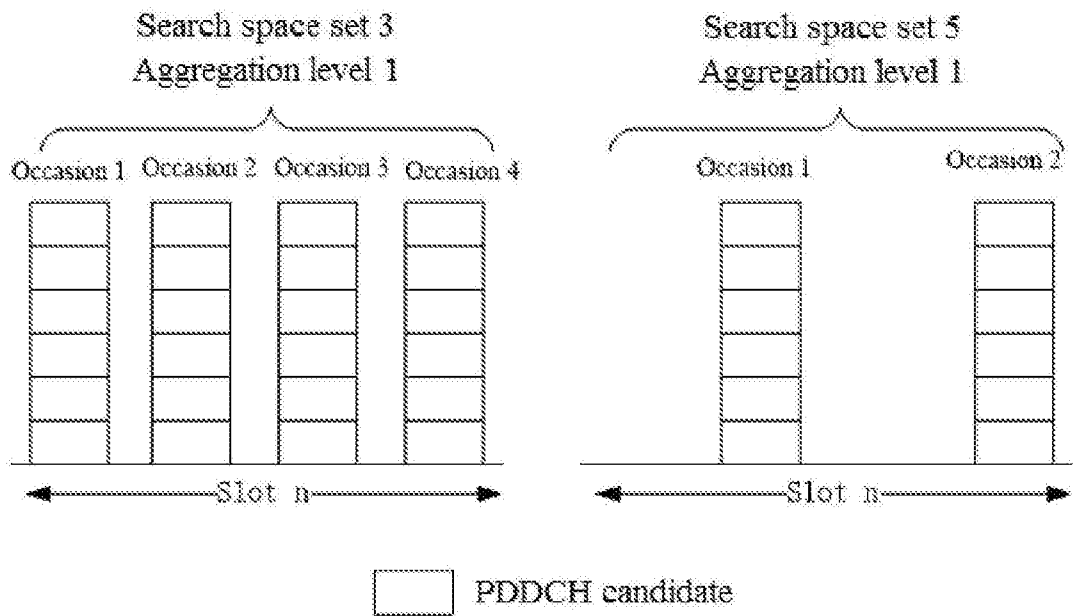 Search space set 3
Aggregation level 1
Occasion 1 Occasion 2 Occasion 3 Occasion 4
Slot n
Search space set 5
Aggregation level 1
Occasion 1 Occasion 2
Slot n
PDDCH candidate